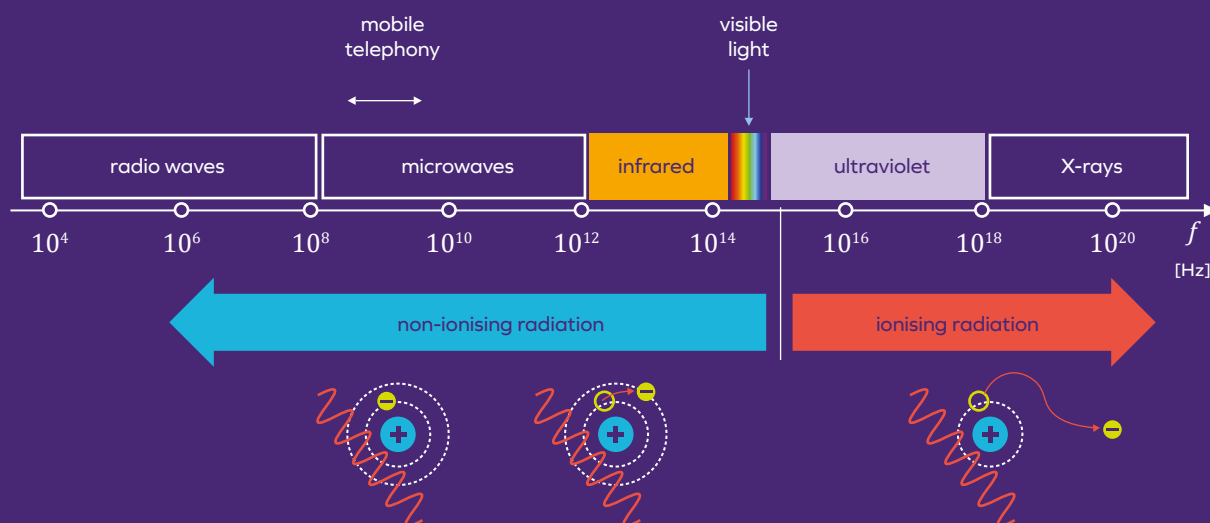 mobile
telephony
visible
light
radio waves
microwaves
infrared
ultraviolet
X-rays
10⁴
10⁶
10⁸
10¹⁰
10¹²
10¹⁴
10¹⁶
10¹⁸
10²⁰
f
[Hz]
non-ionising radiation
ionising radiation